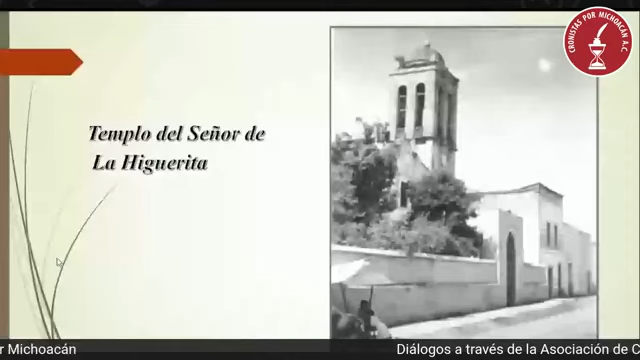 CRONISTAS POR MICHOACÁN A.C.
Templo del Señor de
La Higuerita
r Michoacán
Diálogos a través de la Asociación de C